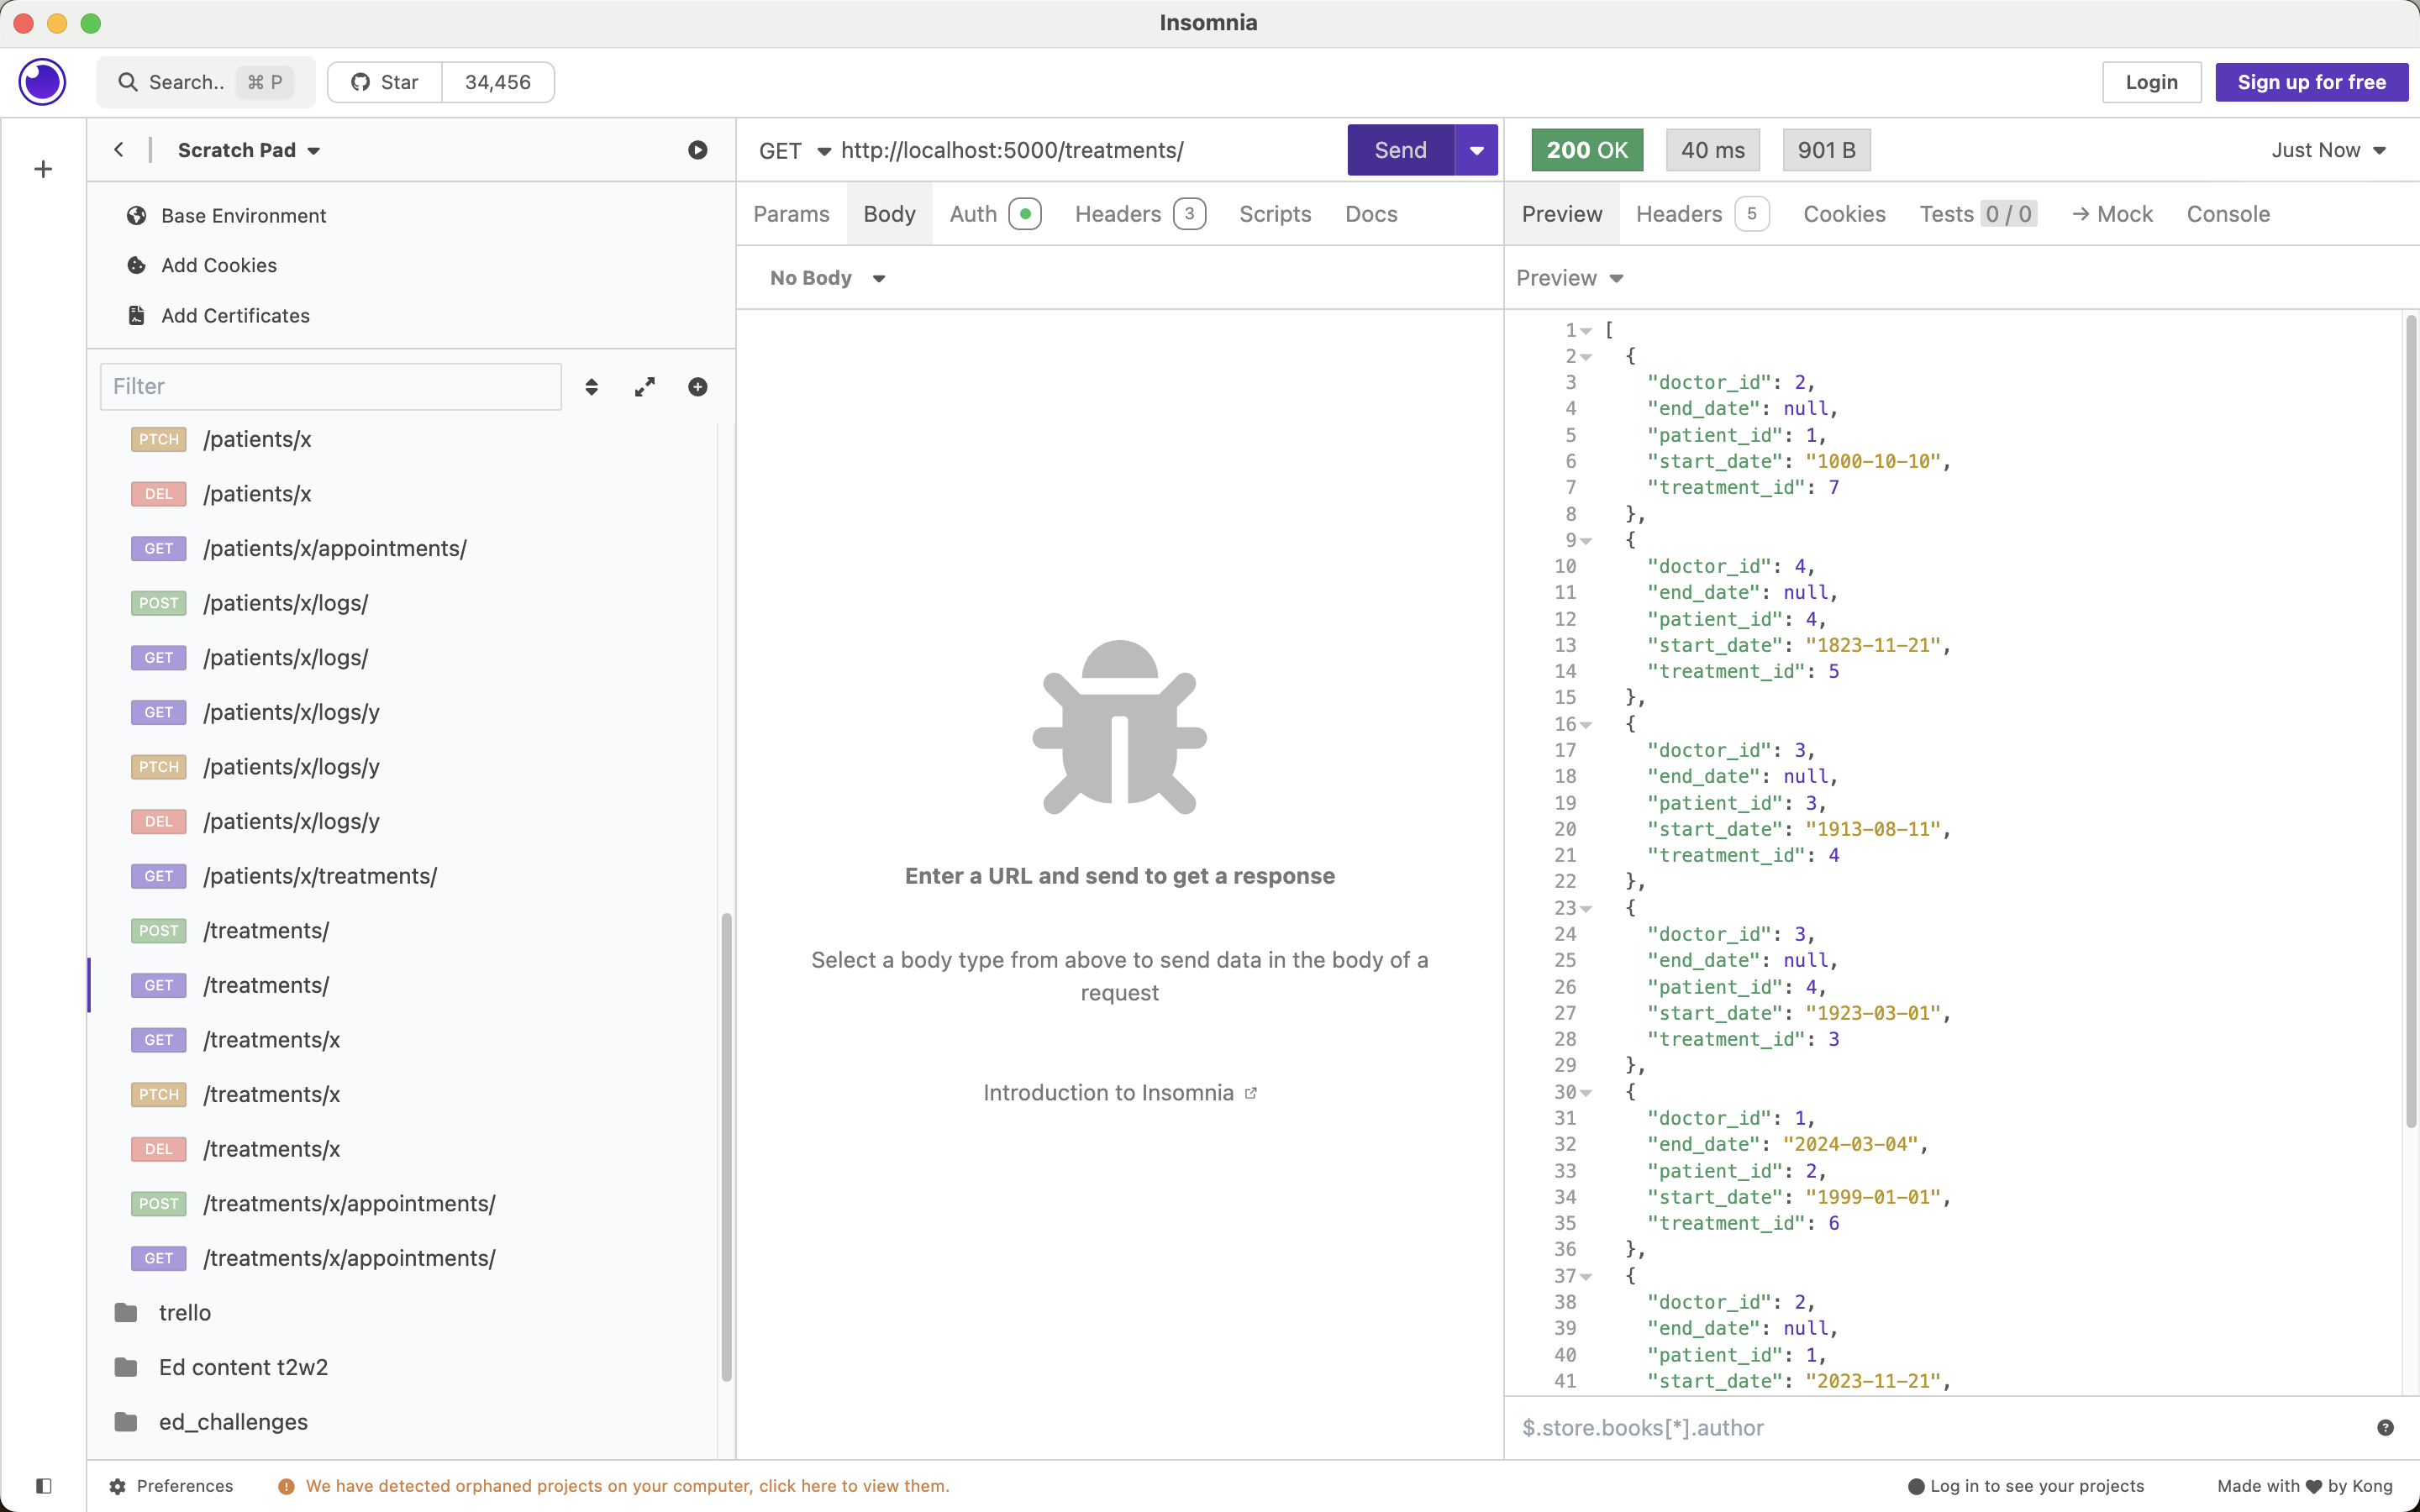 Insomnia
Search.. ⌘ P
Star 34,456
Login
Sign up for free
Scratch Pad
Base Environment
Add Cookies
Add Certificates
Filter
PTCH /patients/x
DEL /patients/x
GET /patients/x/appointments/
POST /patients/x/logs/
GET /patients/x/logs/
GET /patients/x/logs/y
PTCH /patients/x/logs/y
DEL /patients/x/logs/y
GET /patients/x/treatments/
POST /treatments/
GET /treatments/
GET /treatments/x
PTCH /treatments/x
DEL /treatments/x
POST /treatments/x/appointments/
GET /treatments/x/appointments/
trello
Ed content t2w2
ed_challenges
GET http://localhost:5000/treatments/
Send
Params Body Auth Headers 3 Scripts Docs
No Body
Enter a URL and send to get a response
Select a body type from above to send data in the body of a
request
Introduction to Insomnia
200 OK 40 ms 901 B Just Now
Preview Headers 5 Cookies Tests 0 / 0 → Mock Console
Preview
1 [
2 {
3 "doctor_id": 2,
4 "end_date": null,
5 "patient_id": 1,
6 "start_date": "1000-10-10",
7 "treatment_id": 7
8 },
9 {
10 "doctor_id": 4,
11 "end_date": null,
12 "patient_id": 4,
13 "start_date": "1823-11-21",
14 "treatment_id": 5
15 },
16 {
17 "doctor_id": 3,
18 "end_date": null,
19 "patient_id": 3,
20 "start_date": "1913-08-11",
21 "treatment_id": 4
22 },
23 {
24 "doctor_id": 3,
25 "end_date": null,
26 "patient_id": 4,
27 "start_date": "1923-03-01",
28 "treatment_id": 3
29 },
30 {
31 "doctor_id": 1,
32 "end_date": "2024-03-04",
33 "patient_id": 2,
34 "start_date": "1999-01-01",
35 "treatment_id": 6
36 },
37 {
38 "doctor_id": 2,
39 "end_date": null,
40 "patient_id": 1,
41 "start_date": "2023-11-21",
$.store.books[*].author
Preferences
We have detected orphaned projects on your computer, click here to view them.
Log in to see your projects
Made with ♥ by Kong